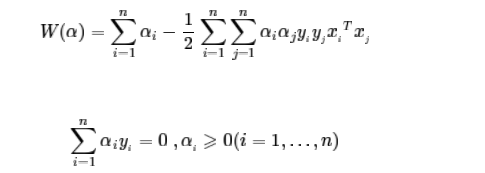 W(α) = ∑_{i=1}^{n} α_i − \frac{1}{2} ∑_{i=1}^{n} ∑_{j=1}^{n} α_i α_j y_i y_j x_i^T x_j
∑_{i=1}^{n} α_i y_i = 0 , α_i ⩾ 0(i = 1, . . . , n)